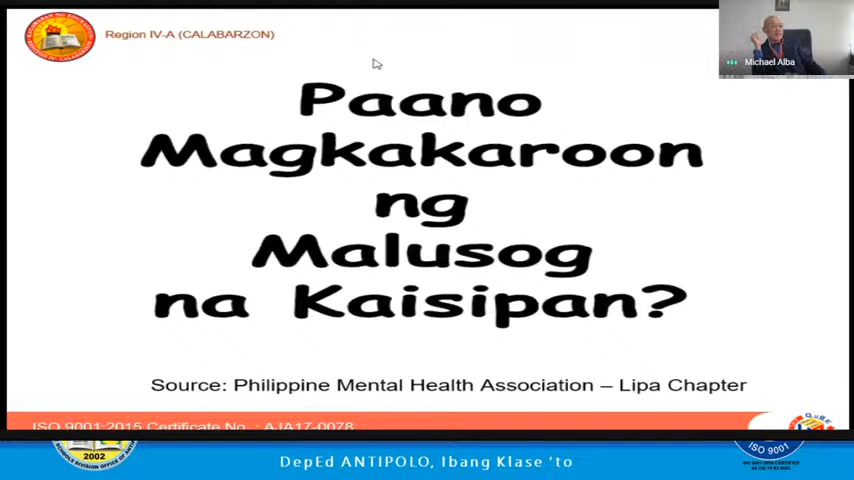 Region IV-A (CALABARZON)
Michael Alba
Paano
Magkakaroon
ng
Malusog
na Kaisipan?
Source: Philippine Mental Health Association – Lipa Chapter
ISO 9001:2015 Certificate No. : AJA17-0078
2002
ISO 9001
DepEd ANTIPOLO, Ibang Klase 'to